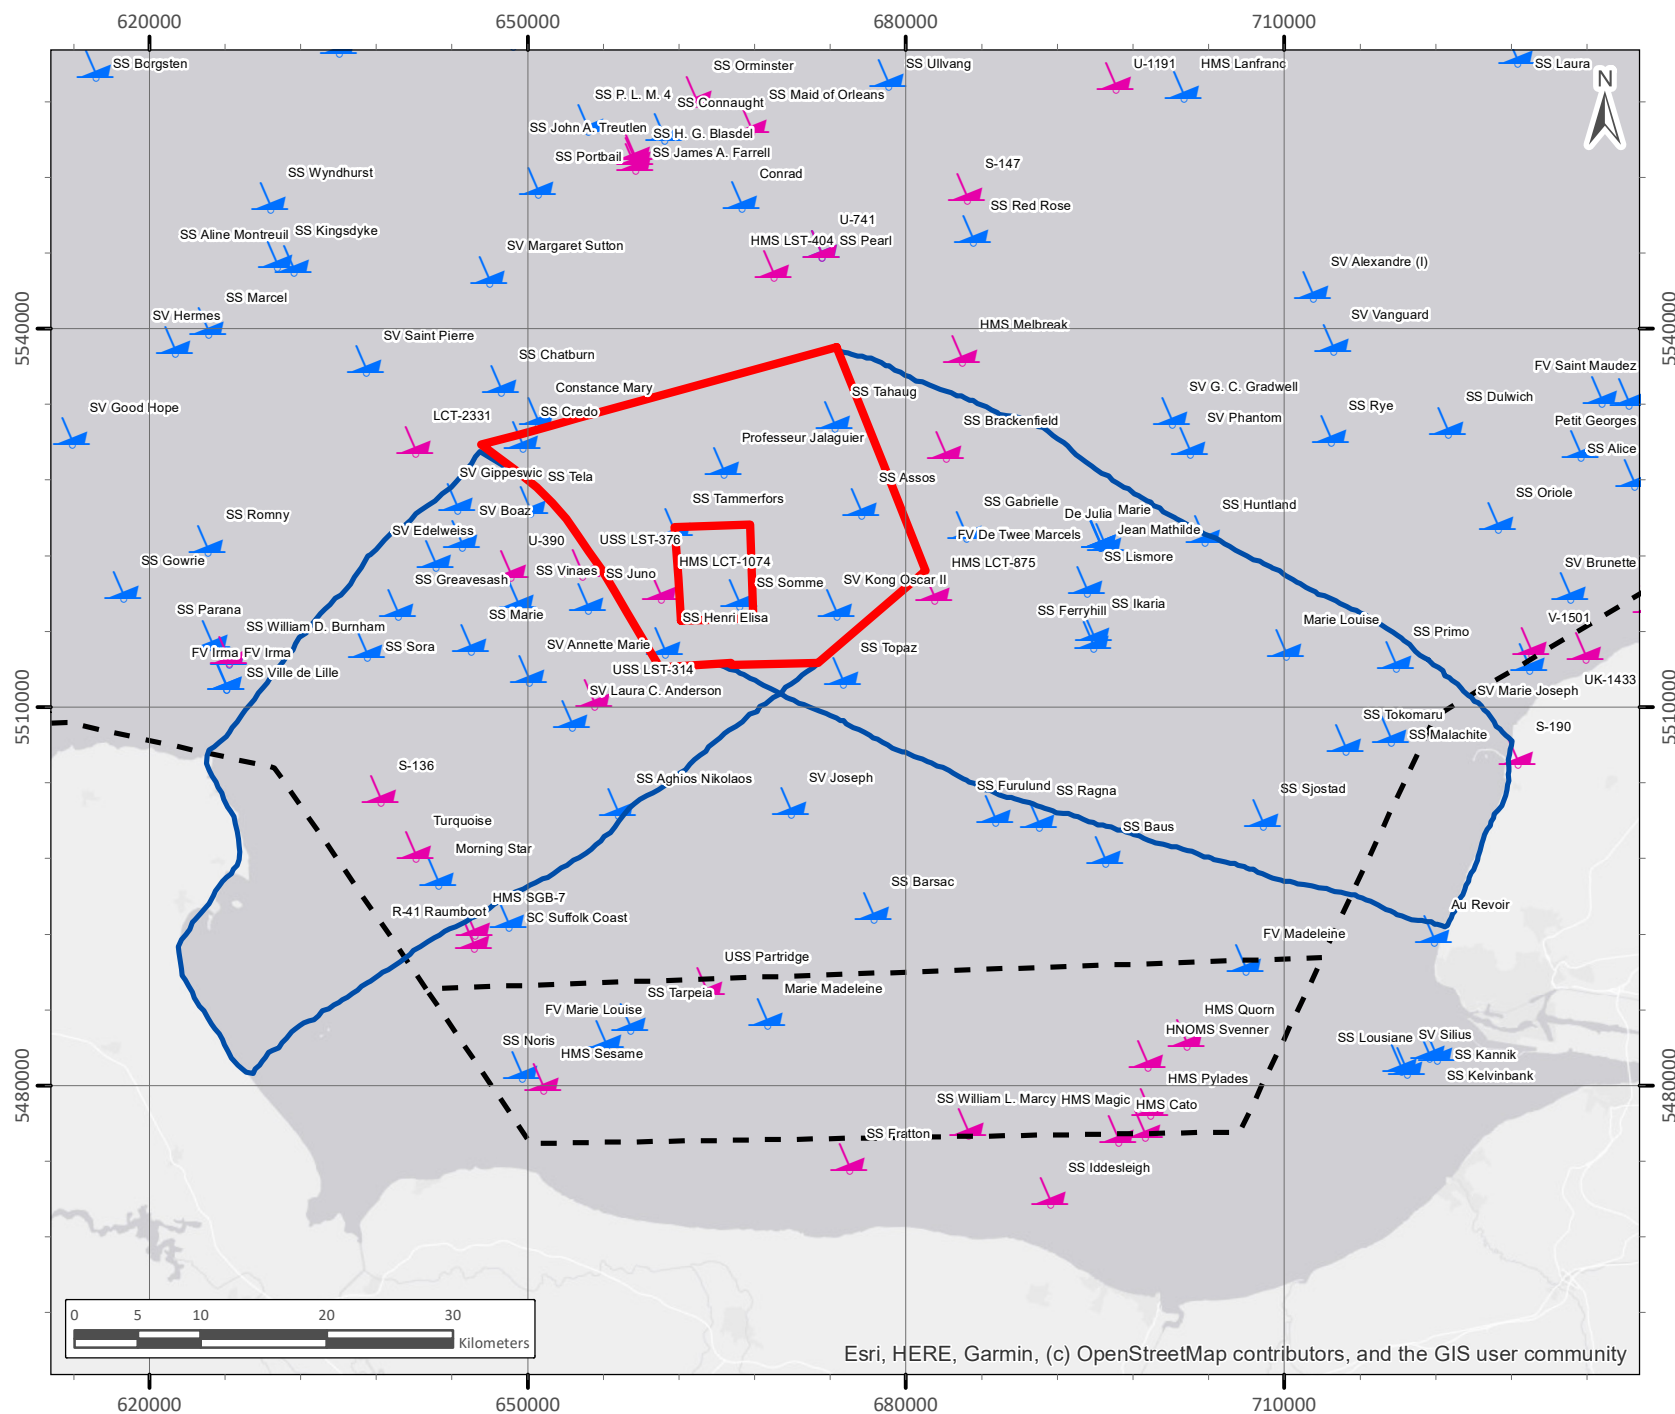 620000 650000 680000 710000
SS Borgsten
SS Orminster
SS Ullvang
U-1191
HMS Lanfranc
SS Laura
N
SS P. L. M. 4
SS Connaught
SS Maid of Orleans
SS John A. Treutlen
SS H. G. Blasdel
SS Portbail
SS James A. Farrell
SS Wyndhurst
Conrad
S-147
SS Red Rose
U-741
SS Aline Montreuil
SS Kingsdyke
SV Margaret Sutton
HMS LST-404
SS Pearl
SV Alexandre (I)
SS Marcel
SV Hermes
SV Vanguard
5540000
5540000
SV Saint Pierre
HMS Melbreak
SS Chatburn
FV Saint Maudez
Constance Mary
SS Tahaug
SV G. C. Gradwell
SV Good Hope
LCT-2331
SS Credo
SS Brackenfield
SV Phantom
SS Rye
SS Dulwich
Petit Georges
Professeur Jalaguier
SS Alice
SV Gippeswic
SS Tela
SS Assos
SS Tammerfors
SS Gabrielle
SS Huntland
SS Oriole
SS Romny
SV Boaz
De Julia
Marie
SV Edelweiss
U-390
USS LST-376
FV De Twee Marcels
Jean Mathilde
SS Gowrie
HMS LCT-1074
HMS LCT-875
SS Lismore
SV Brunette
SS Greavesash
SS Vinaes
SS Juno
SS Somme
SV Kong Oscar II
SS Parana
SS Marie
SS Henri Elisa
SS Ferryhill
SS Ikaria
Marie Louise
V-1501
SS William D. Burnham
SS Primo
FV Irma
FV Irma
SS Sora
SV Annette Marie
SS Topaz
SS Ville de Lille
USS LST-314
UK-1433
SV Laura C. Anderson
SV Marie Joseph
5510000
5510000
SS Tokomaru
SS Malachite
S-190
S-136
SS Aghios Nikolaos
SV Joseph
SS Furulund
SS Ragna
SS Sjostad
Turquoise
SS Baus
Morning Star
SS Barsac
HMS SGB-7
Au Revoir
R-41 Raumboot
SC Suffolk Coast
FV Madeleine
USS Partridge
SS Tarpeia
Marie Madeleine
FV Marie Louise
HMS Quorn
SS Noris
HNOMS Svenner
SS Lousiane
SV Silius
HMS Sesame
SS Kannik
5480000
5480000
HMS Pylades
SS Kelvinbank
SS William L. Marcy
HMS Magic
HMS Cato
SS Fratton
SS Iddesleigh
0 5 10 20 30
Kilometers
Esri, HERE, Garmin, (c) OpenStreetMap contributors, and the GIS user community
620000 650000 680000 710000